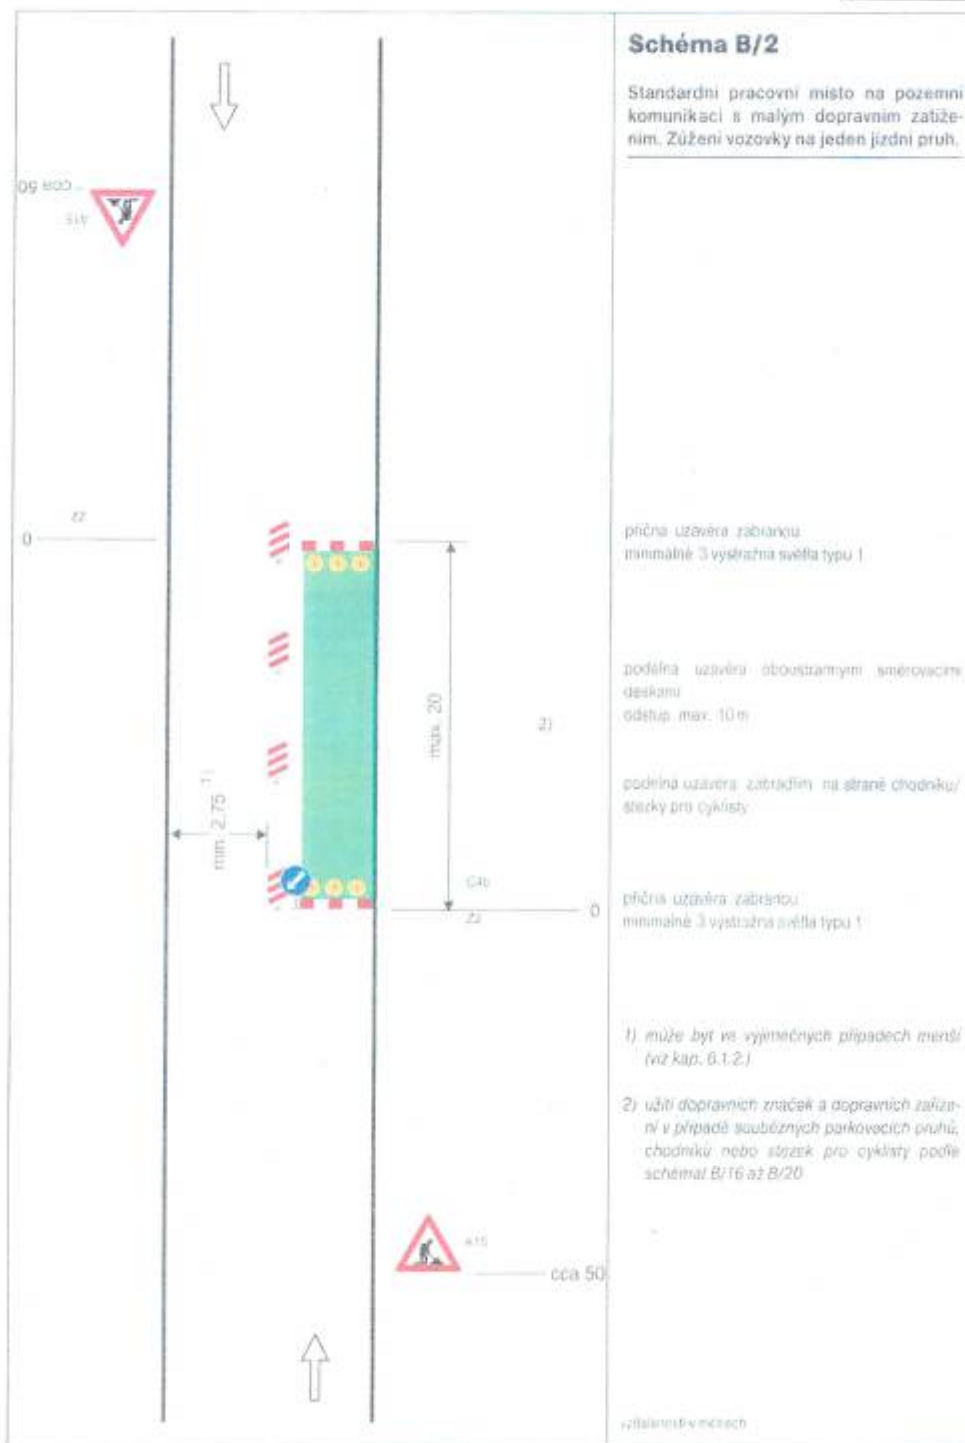 Schéma B/2
Standardní pracovní místo na pozemní
komunikaci s malým dopravním zatíže-
ním. Zúžení vozovky na jeden jízdní pruh.
cca 50
A15
Z2
0
příčná uzávěra zábranou
minimálně 3 výstražná světla typu 1
podélná uzávěra oboustrannými směrovacími
deskami
odstup max. 10 m
max. 20
2)
min. 2,75 1)
podélná uzávěra zábradlím na straně chodníku/
stezky pro cyklisty
C4b
Z2
0
příčná uzávěra zábranou
minimálně 3 výstražná světla typu 1
1) může být ve výjimečných případech menší
(viz kap. 6.1.2.)
2) užití dopravních značek a dopravních zaříze-
ní v případě souběžných parkovacích pruhů,
chodníků nebo stezek pro cyklisty podle
schémat B/16 až B/20
A15
cca 50
vzdálenosti v metrech